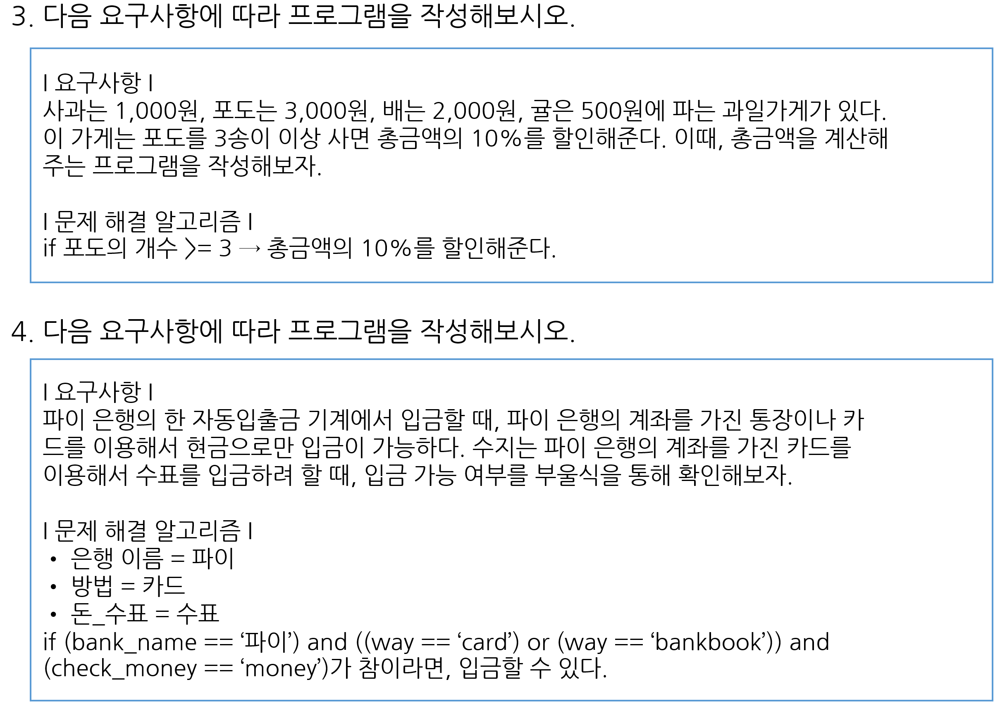 3. 다음 요구사항에 따라 프로그램을 작성해보시오.
| 요구사항 |
사과는 1,000원, 포도는 3,000원, 배는 2,000원, 귤은 500원에 파는 과일가게가 있다.
이 가게는 포도를 3송이 이상 사면 총금액의 10%를 할인해준다. 이때, 총금액을 계산해
주는 프로그램을 작성해보자.
| 문제 해결 알고리즘 |
if 포도의 개수 >= 3 → 총금액의 10%를 할인해준다.
4. 다음 요구사항에 따라 프로그램을 작성해보시오.
| 요구사항 |
파이 은행의 한 자동입출금 기계에서 입금할 때, 파이 은행의 계좌를 가진 통장이나 카
드를 이용해서 현금으로만 입금이 가능하다. 수지는 파이 은행의 계좌를 가진 카드를
이용해서 수표를 입금하려 할 때, 입금 가능 여부를 부울식을 통해 확인해보자.
| 문제 해결 알고리즘 |
• 은행 이름 = 파이
• 방법 = 카드
• 돈_수표 = 수표
if (bank_name == ‘파이’) and ((way == ‘card’) or (way == ‘bankbook’)) and
(check_money == ‘money’)가 참이라면, 입금할 수 있다.